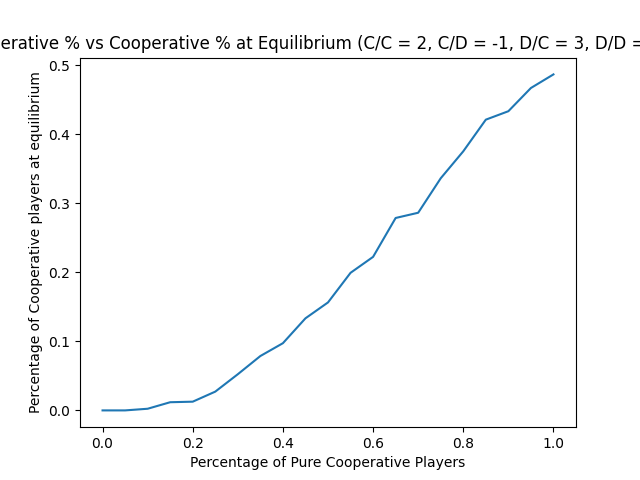 erative % vs Cooperative % at Equilibrium (C/C = 2, C/D = -1, D/C = 3, D/D =
Percentage of Cooperative players at equilibrium
0.5
0.4
0.3
0.2
0.1
0.0
0.0 0.2 0.4 0.6 0.8 1.0
Percentage of Pure Cooperative Players